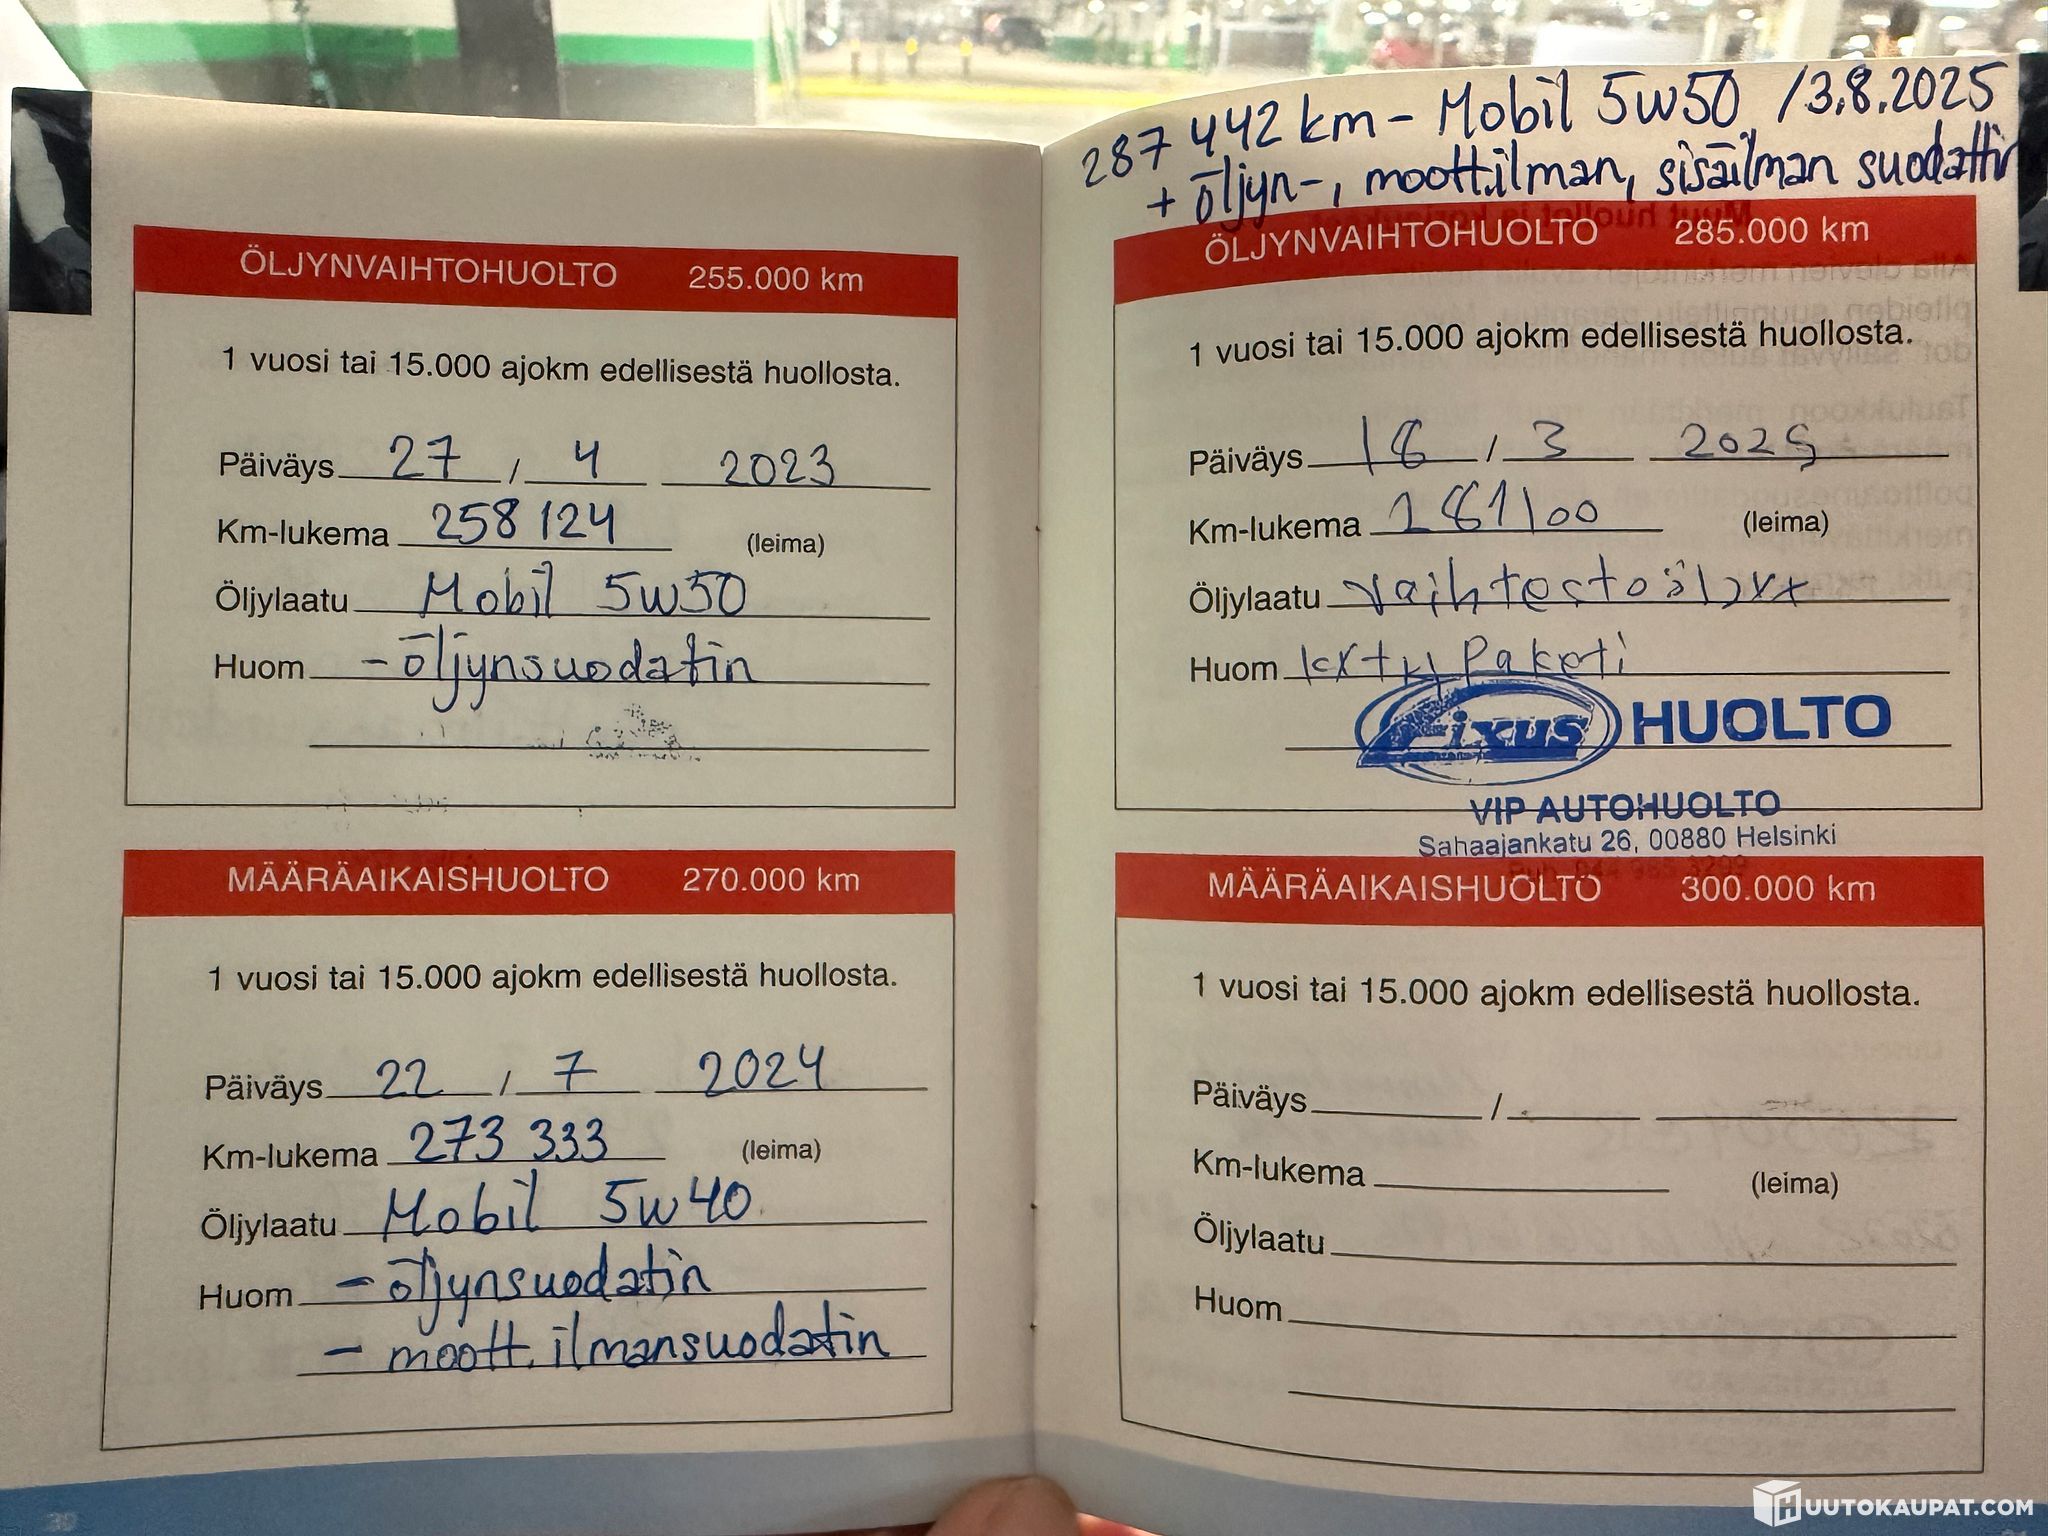 ÖLJYNVAIHTOHUOLTO 255.000 km
1 vuosi tai 15.000 ajokm edellisestä huollosta.
Päiväys 27 / 4 2023
Km-lukema 258 124 (leima)
Öljylaatu Mobil 5w50
Huom - öljynsuodatin
MÄÄRÄAIKAISHUOLTO 270.000 km
1 vuosi tai 15.000 ajokm edellisestä huollosta.
Päiväys 22 / 7 2024
Km-lukema 273 333 (leima)
Öljylaatu Mobil 5w40
Huom - öljynsuodatin
- moott. ilmansuodatin
287 442 km - Mobil 5w50 /3.8.2025
+ öljyn-, moott.ilman, sisäilman
ÖLJYNVAIHTOHUOLTO 285.000 km
1 vuosi tai 15.000 ajokm edellisestä huollosta.
Päiväys 18 / 3 2025
Km-lukema (leima)
Öljylaatu
Huom
Fixus HUOLTO
VIP AUTOHUOLTO
Sahaajankatu 26, 00880 Helsinki
MÄÄRÄAIKAISHUOLTO 300.000 km
1 vuosi tai 15.000 ajokm edellisestä huollosta.
Päiväys /
Km-lukema (leima)
Öljylaatu
Huom
HUUTOKAUPAT.COM